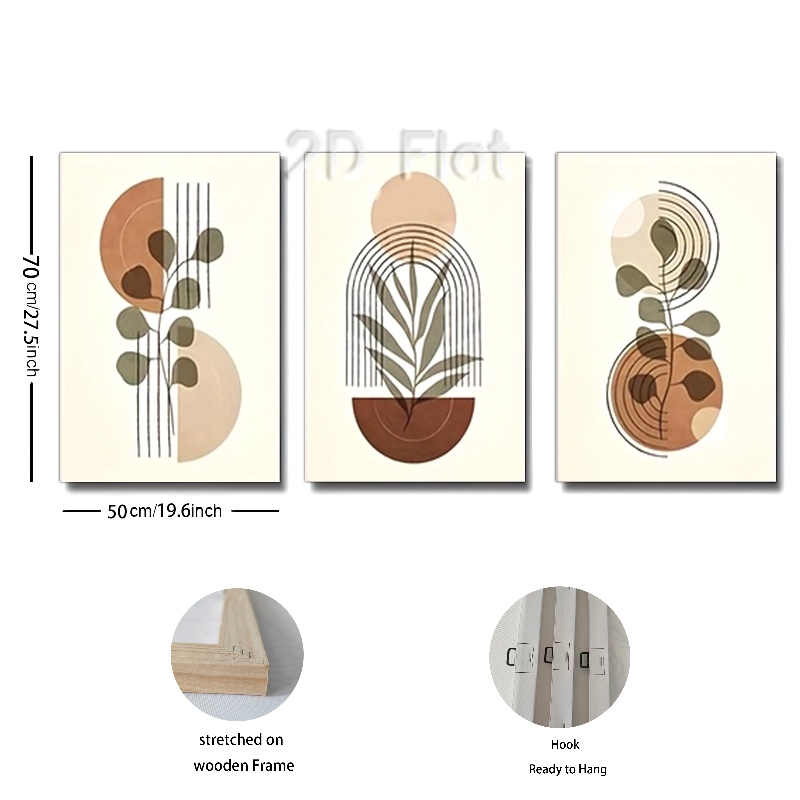 2D Flat
70 cm/27.5inch
50cm/19.6inch
stretched on
wooden Frame
Hook
Ready to Hang